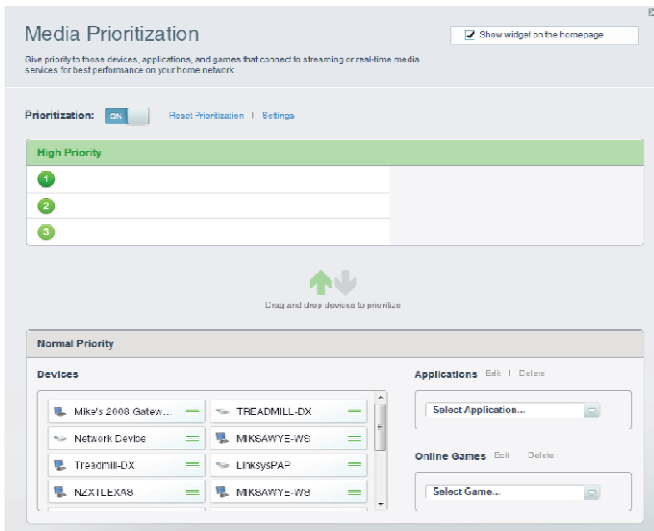 Media Prioritization
Show widget on the homepage
Give priority to those devices, applications, and games that connect to streaming or real-time media
services for best performance on your home network
Prioritization: ON Reset Prioritization | Settings
High Priority
1
2
3
Drag and drop devices to prioritize
Normal Priority
Devices
Applications Edit | Delete
Mike's 2008 Gatew...
TREADMILL-DX
Select Application...
Network Device
MIKSAWYE-WS
Treadmill-DX
LinksysPAP
Online Games Edit Delete
MIKSAWYE-W8
Select Game...